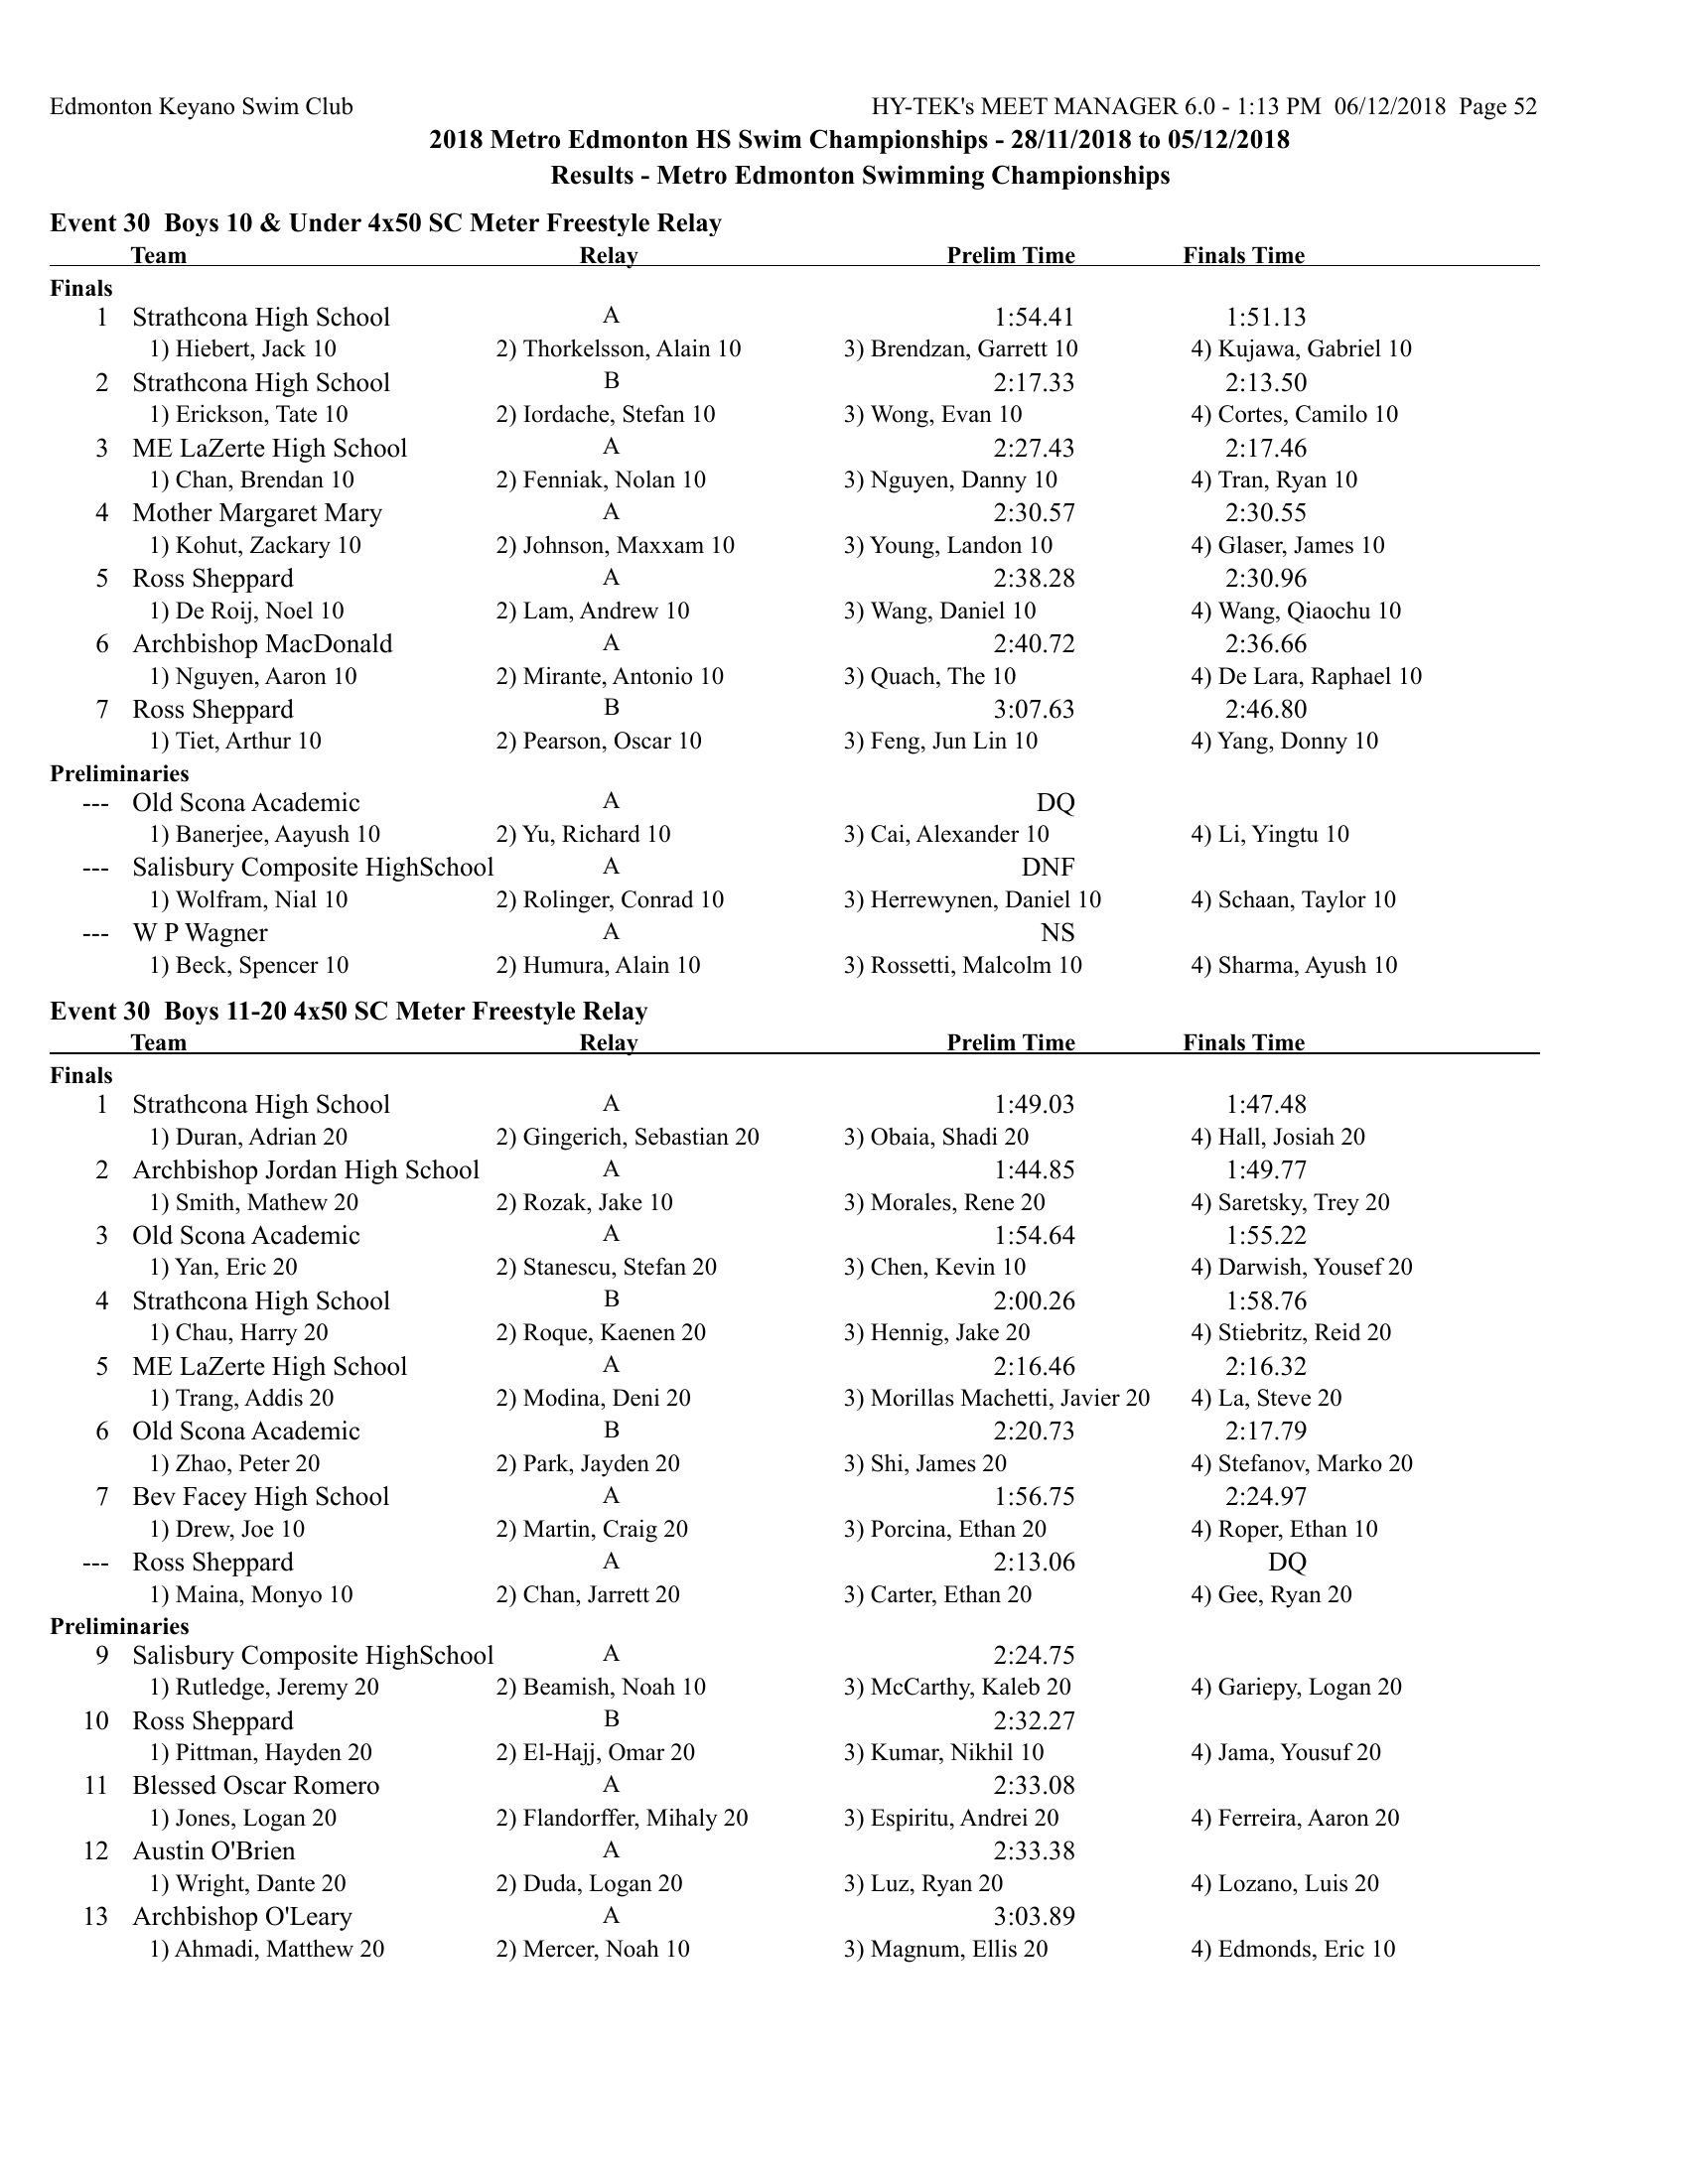 Edmonton Keyano Swim Club HY-TEK's MEET MANAGER 6.0 - 1:13 PM 06/12/2018 Page 52
2018 Metro Edmonton HS Swim Championships - 28/11/2018 to 05/12/2018
Results - Metro Edmonton Swimming Championships
Event 30 Boys 10 & Under 4x50 SC Meter Freestyle Relay
Team Relay Prelim Time Finals Time
Finals
1 Strathcona High School A 1:54.41 1:51.13
1) Hiebert, Jack 10 2) Thorkelsson, Alain 10 3) Brendzan, Garrett 10 4) Kujawa, Gabriel 10
2 Strathcona High School B 2:17.33 2:13.50
1) Erickson, Tate 10 2) Iordache, Stefan 10 3) Wong, Evan 10 4) Cortes, Camilo 10
3 ME LaZerte High School A 2:27.43 2:17.46
1) Chan, Brendan 10 2) Fenniak, Nolan 10 3) Nguyen, Danny 10 4) Tran, Ryan 10
4 Mother Margaret Mary A 2:30.57 2:30.55
1) Kohut, Zackary 10 2) Johnson, Maxxam 10 3) Young, Landon 10 4) Glaser, James 10
5 Ross Sheppard A 2:38.28 2:30.96
1) De Roij, Noel 10 2) Lam, Andrew 10 3) Wang, Daniel 10 4) Wang, Qiaochu 10
6 Archbishop MacDonald A 2:40.72 2:36.66
1) Nguyen, Aaron 10 2) Mirante, Antonio 10 3) Quach, The 10 4) De Lara, Raphael 10
7 Ross Sheppard B 3:07.63 2:46.80
1) Tiet, Arthur 10 2) Pearson, Oscar 10 3) Feng, Jun Lin 10 4) Yang, Donny 10
Preliminaries
--- Old Scona Academic A DQ
1) Banerjee, Aayush 10 2) Yu, Richard 10 3) Cai, Alexander 10 4) Li, Yingtu 10
--- Salisbury Composite HighSchool A DNF
1) Wolfram, Nial 10 2) Rolinger, Conrad 10 3) Herrewynen, Daniel 10 4) Schaan, Taylor 10
--- W P Wagner A NS
1) Beck, Spencer 10 2) Humura, Alain 10 3) Rossetti, Malcolm 10 4) Sharma, Ayush 10
Event 30 Boys 11-20 4x50 SC Meter Freestyle Relay
Team Relay Prelim Time Finals Time
Finals
1 Strathcona High School A 1:49.03 1:47.48
1) Duran, Adrian 20 2) Gingerich, Sebastian 20 3) Obaia, Shadi 20 4) Hall, Josiah 20
2 Archbishop Jordan High School A 1:44.85 1:49.77
1) Smith, Mathew 20 2) Rozak, Jake 10 3) Morales, Rene 20 4) Saretsky, Trey 20
3 Old Scona Academic A 1:54.64 1:55.22
1) Yan, Eric 20 2) Stanescu, Stefan 20 3) Chen, Kevin 10 4) Darwish, Yousef 20
4 Strathcona High School B 2:00.26 1:58.76
1) Chau, Harry 20 2) Roque, Kaenen 20 3) Hennig, Jake 20 4) Stiebritz, Reid 20
5 ME LaZerte High School A 2:16.46 2:16.32
1) Trang, Addis 20 2) Modina, Deni 20 3) Morillas Machetti, Javier 20 4) La, Steve 20
6 Old Scona Academic B 2:20.73 2:17.79
1) Zhao, Peter 20 2) Park, Jayden 20 3) Shi, James 20 4) Stefanov, Marko 20
7 Bev Facey High School A 1:56.75 2:24.97
1) Drew, Joe 10 2) Martin, Craig 20 3) Porcina, Ethan 20 4) Roper, Ethan 10
--- Ross Sheppard A 2:13.06 DQ
1) Maina, Monyo 10 2) Chan, Jarrett 20 3) Carter, Ethan 20 4) Gee, Ryan 20
Preliminaries
9 Salisbury Composite HighSchool A 2:24.75
1) Rutledge, Jeremy 20 2) Beamish, Noah 10 3) McCarthy, Kaleb 20 4) Gariepy, Logan 20
10 Ross Sheppard B 2:32.27
1) Pittman, Hayden 20 2) El-Hajj, Omar 20 3) Kumar, Nikhil 10 4) Jama, Yousuf 20
11 Blessed Oscar Romero A 2:33.08
1) Jones, Logan 20 2) Flandorffer, Mihaly 20 3) Espiritu, Andrei 20 4) Ferreira, Aaron 20
12 Austin O'Brien A 2:33.38
1) Wright, Dante 20 2) Duda, Logan 20 3) Luz, Ryan 20 4) Lozano, Luis 20
13 Archbishop O'Leary A 3:03.89
1) Ahmadi, Matthew 20 2) Mercer, Noah 10 3) Magnum, Ellis 20 4) Edmonds, Eric 10